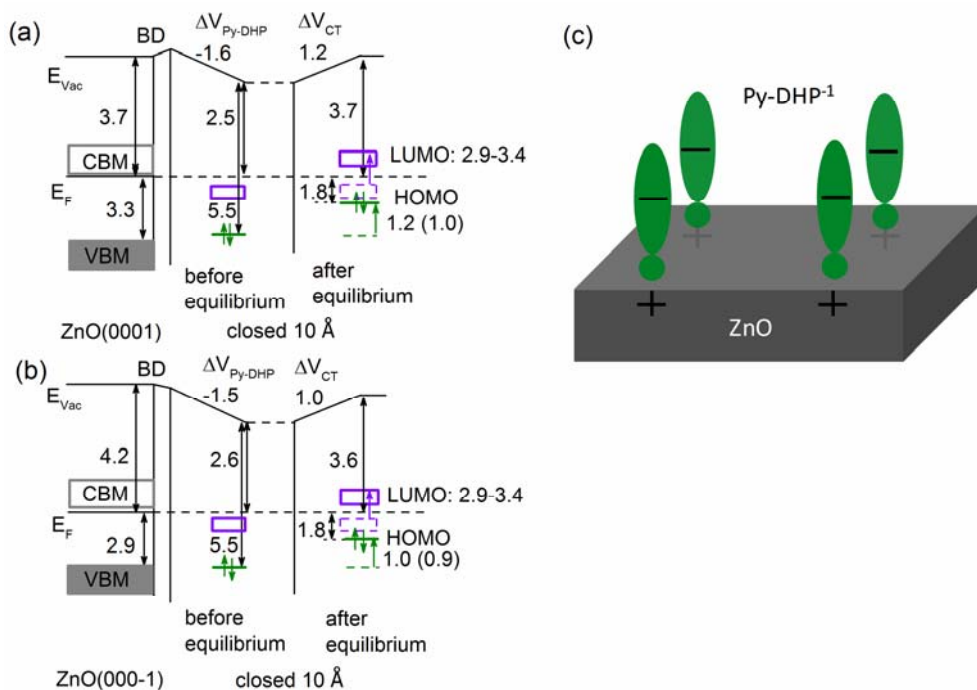 (a)
BD
ΔV_Py-DHP
-1.6
ΔV_CT
1.2
E_Vac
3.7
2.5
3.7
CBM
LUMO: 2.9-3.4
E_F
3.3
5.5
1.8
HOMO
1.2 (1.0)
VBM
before
equilibrium
after
equilibrium
ZnO(0001)
closed 10 Å
(b)
BD
ΔV_Py-DHP
-1.5
ΔV_CT
1.0
E_Vac
4.2
2.6
3.6
CBM
LUMO: 2.9-3.4
E_F
2.9
5.5
1.8
HOMO
1.0 (0.9)
VBM
before
equilibrium
after
equilibrium
ZnO(000-1)
closed 10 Å
(c)
Py-DHP⁻¹
ZnO